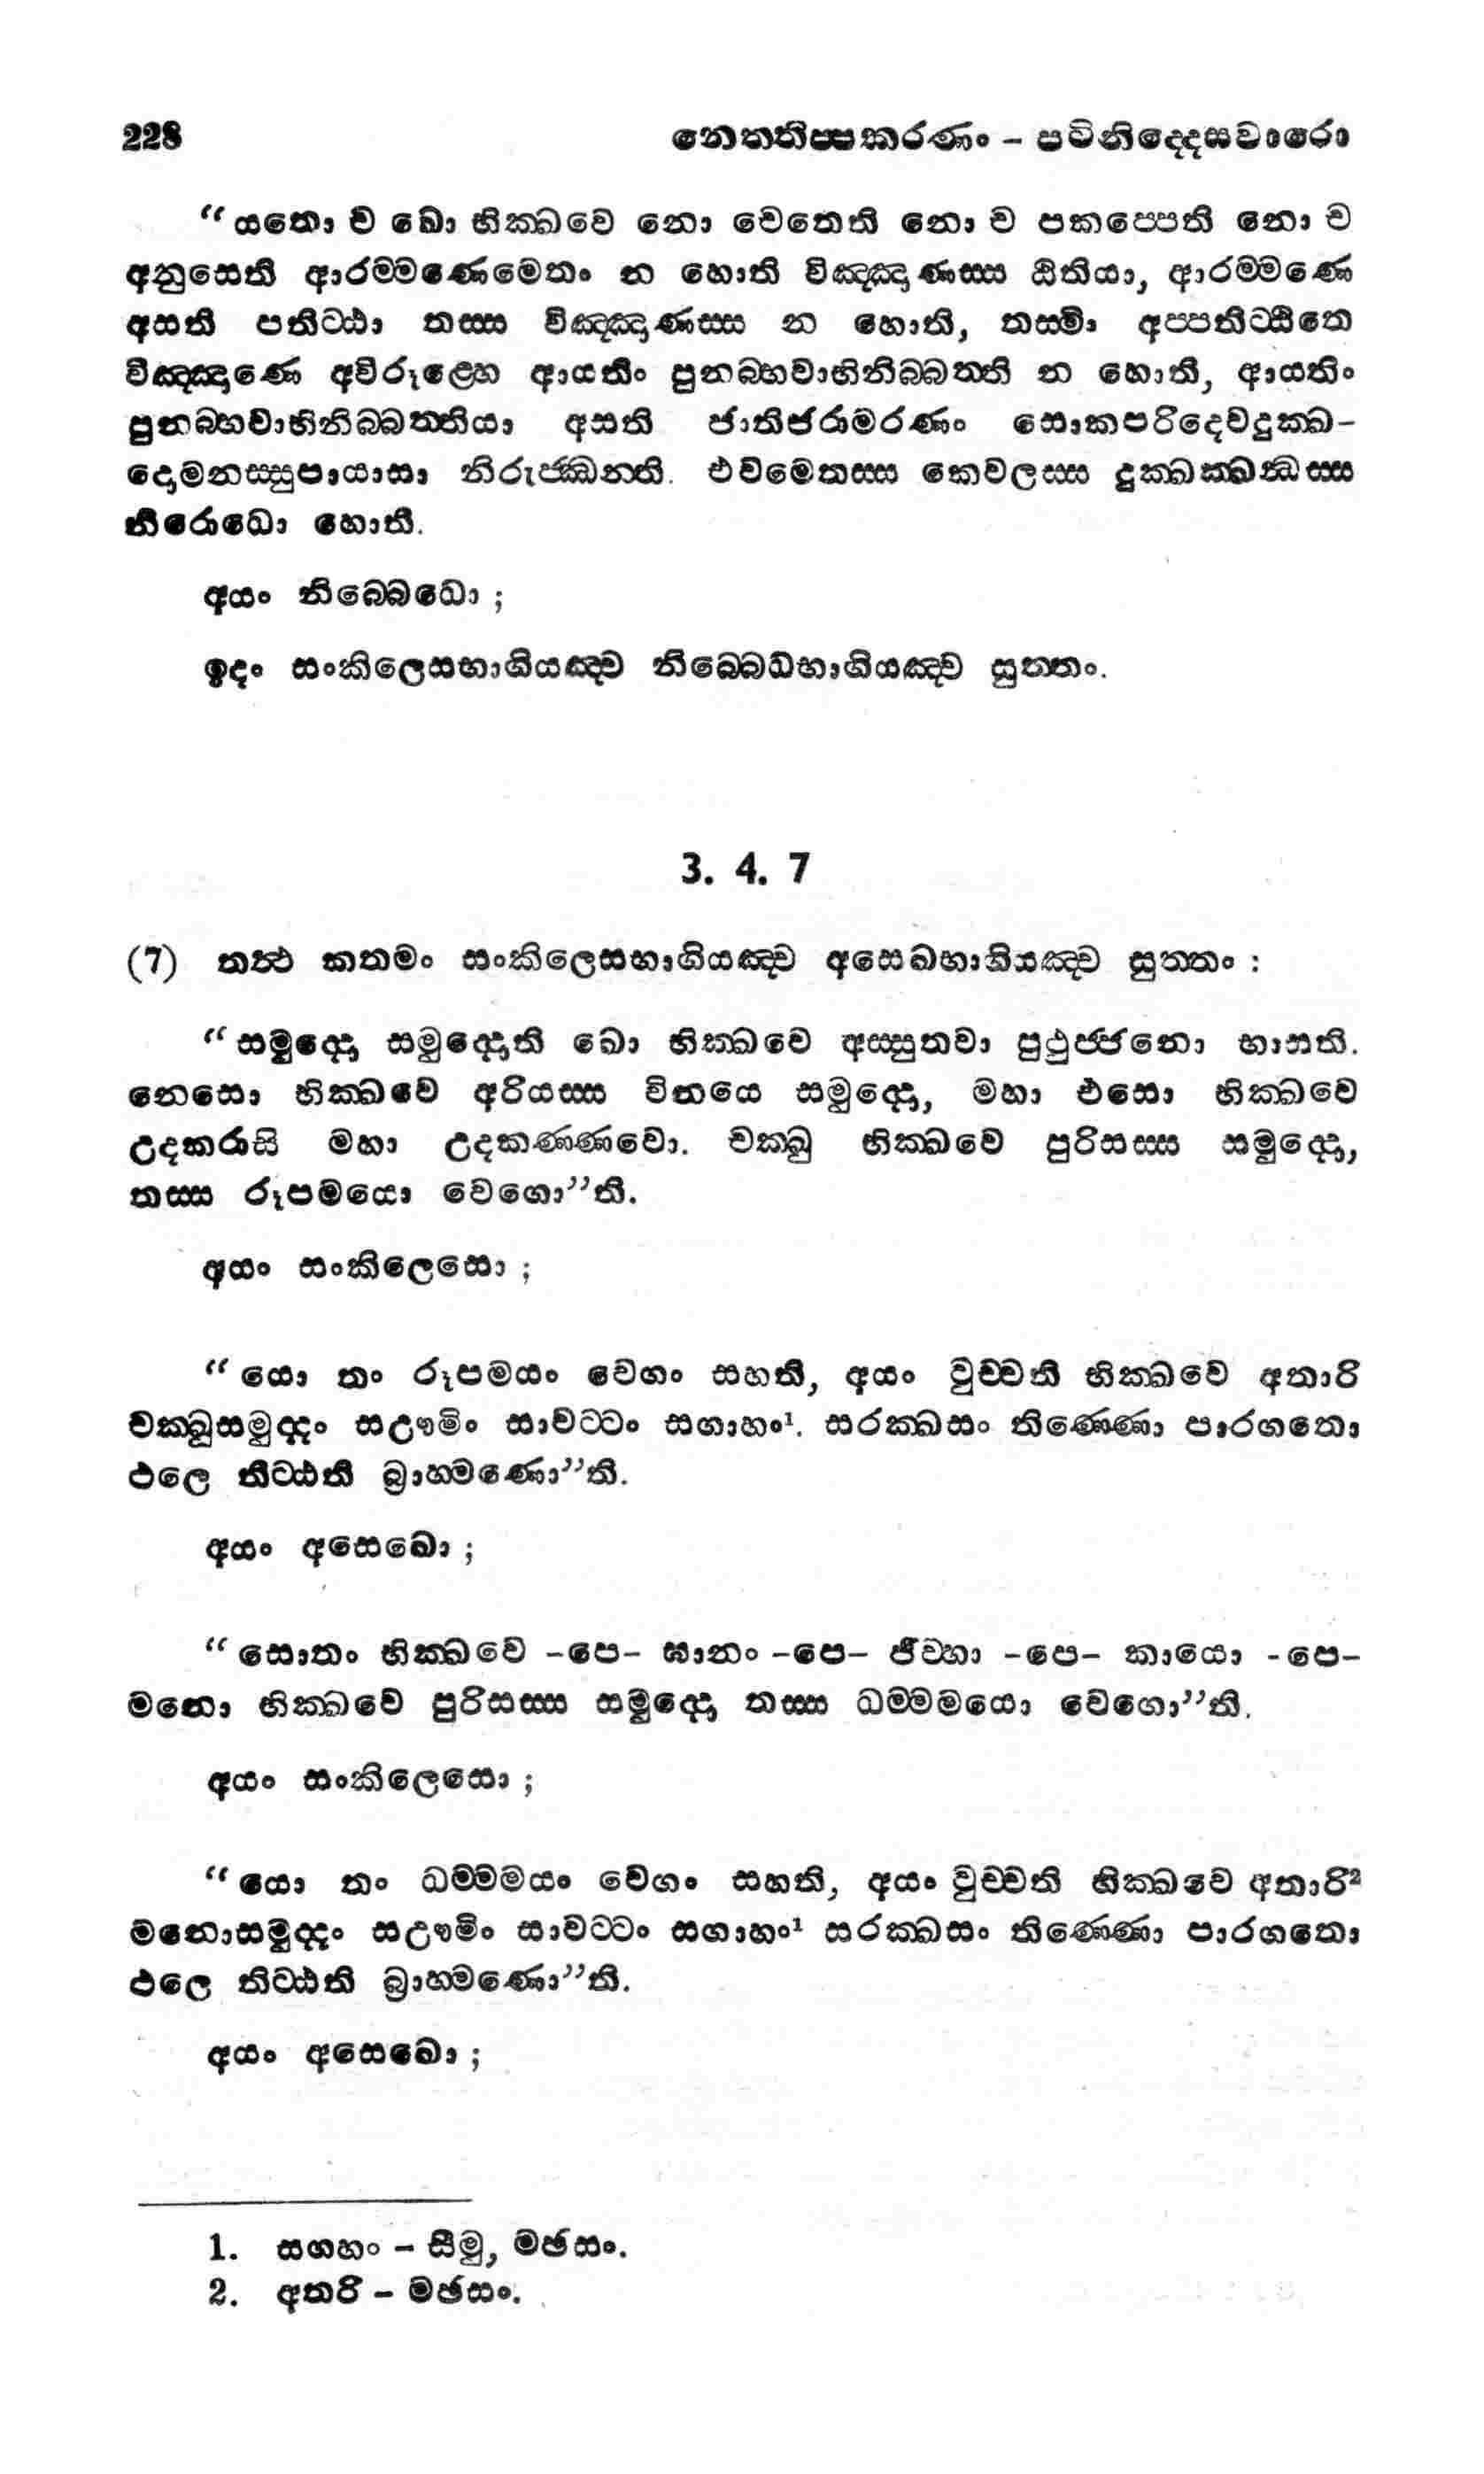 228 නෙත්තිප්පකරණං – පටිනිද්දෙසවාරො
“යතො ච ඛො භික්ඛවෙ නො චෙතෙති නො ච පකප්පෙති නො ච
අනුසෙති ආරම්මණමෙතං න හොති විඤ්ඤාණස්ස ඨිතියා, ආරම්මණෙ
අසති පතිට්ඨා තස්ස විඤ්ඤාණස්ස න හොති, තස්මිං අප්පතිට්ඨිතෙ
විඤ්ඤාණෙ අවිරූළ්හෙ ආයතිං පුනබ්භවාභිනිබ්බත්ති න හොති, ආයතිං
පුනබ්භවාභිනිබ්බත්තියා අසති ජාතිජරාමරණං සොකපරිදෙවදුක්ඛ-
දොමනස්සුපායාසා නිරුජ්ඣන්ති. එවමෙතස්ස කෙවලස්ස දුක්ඛක්ඛන්ධස්ස
නිරොධො හොති.
අයං නිබ්බෙධො ;
ඉදං සංකිලෙසභාගියඤ්ච නිබ්බෙධභාගියඤ්ච සුත්තං.
3. 4. 7
(7) තත්ථ කතමං සංකිලෙසභාගියඤ්ච අසෙඛභාගියඤ්ච සුත්තං :
“සමුද්දො සමුද්දොති ඛො භික්ඛවෙ අස්සුතවා පුථුජ්ජනො භාසති.
නෙසො භික්ඛවෙ අරියස්ස විනයෙ සමුද්දො, මහා එසො භික්ඛවෙ
උදකරාසි මහා උදකණ්ණවො. චක්ඛු භික්ඛවෙ පුරිසස්ස සමුද්දො,
තස්ස රූපමයො වෙගො”ති.
අයං සංකිලෙසො ;
“යො තං රූපමයං වෙගං සහති, අයං වුච්චති භික්ඛවෙ අතාරි
චක්ඛුසමුද්දං සඋම්මිං සාවට්ටං සගාහං¹. සරක්ඛසං තිණ්ණො පාරගතො
ථලෙ තිට්ඨති බ්‍රාහ්මණො”ති.
අයං අසෙඛො ;
“සොතං භික්ඛවෙ -පෙ- ඝානං -පෙ- ජිව්හා -පෙ- කායො -පෙ-
මනො භික්ඛවෙ පුරිසස්ස සමුද්දො තස්ස ධම්මමයො වෙගො”ති.
අයං සංකිලෙසො ;
“යො තං ධම්මමයං වෙගං සහති, අයං වුච්චති භික්ඛවෙ අතාරි²
මනොසමුද්දං සඋම්මිං සාවට්ටං සගාහං¹ සරක්ඛසං තිණ්ණො පාරගතො
ථලෙ තිට්ඨති බ්‍රාහ්මණො”ති.
අයං අසෙඛො ;
1. සගහං – සීමු, මඡසං.
2. අතරි – මඡසං.